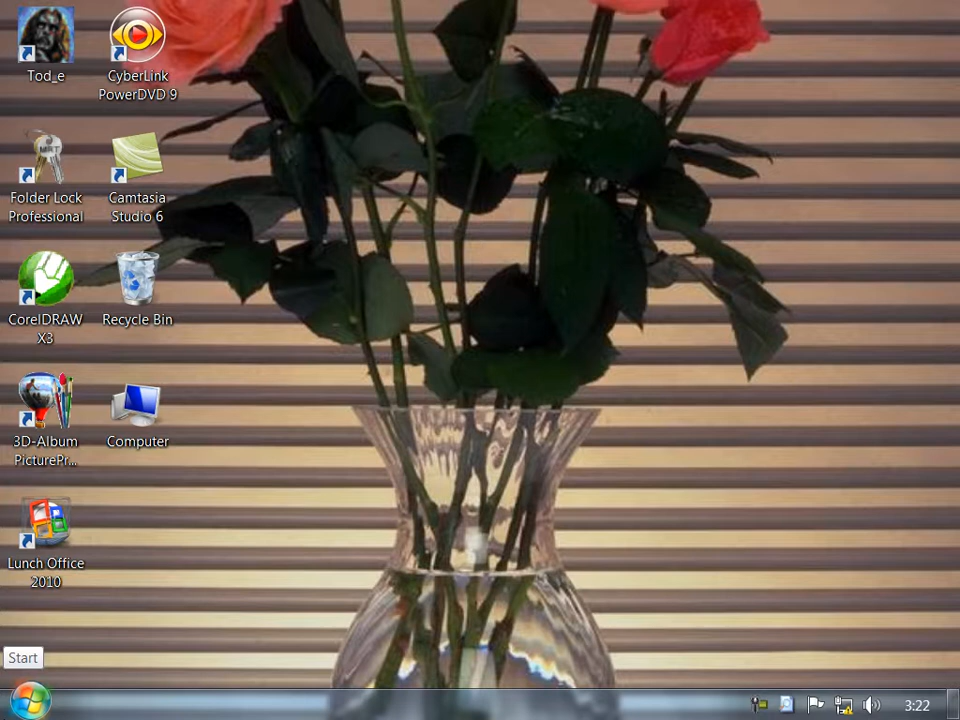 Tod_e
CyberLink
PowerDVD 9
MRT
Folder Lock
Professional
Camtasia
Studio 6
CorelDRAW
X3
Recycle Bin
3D-Album
PicturePr...
Computer
Lunch Office
2010
Start
3:22